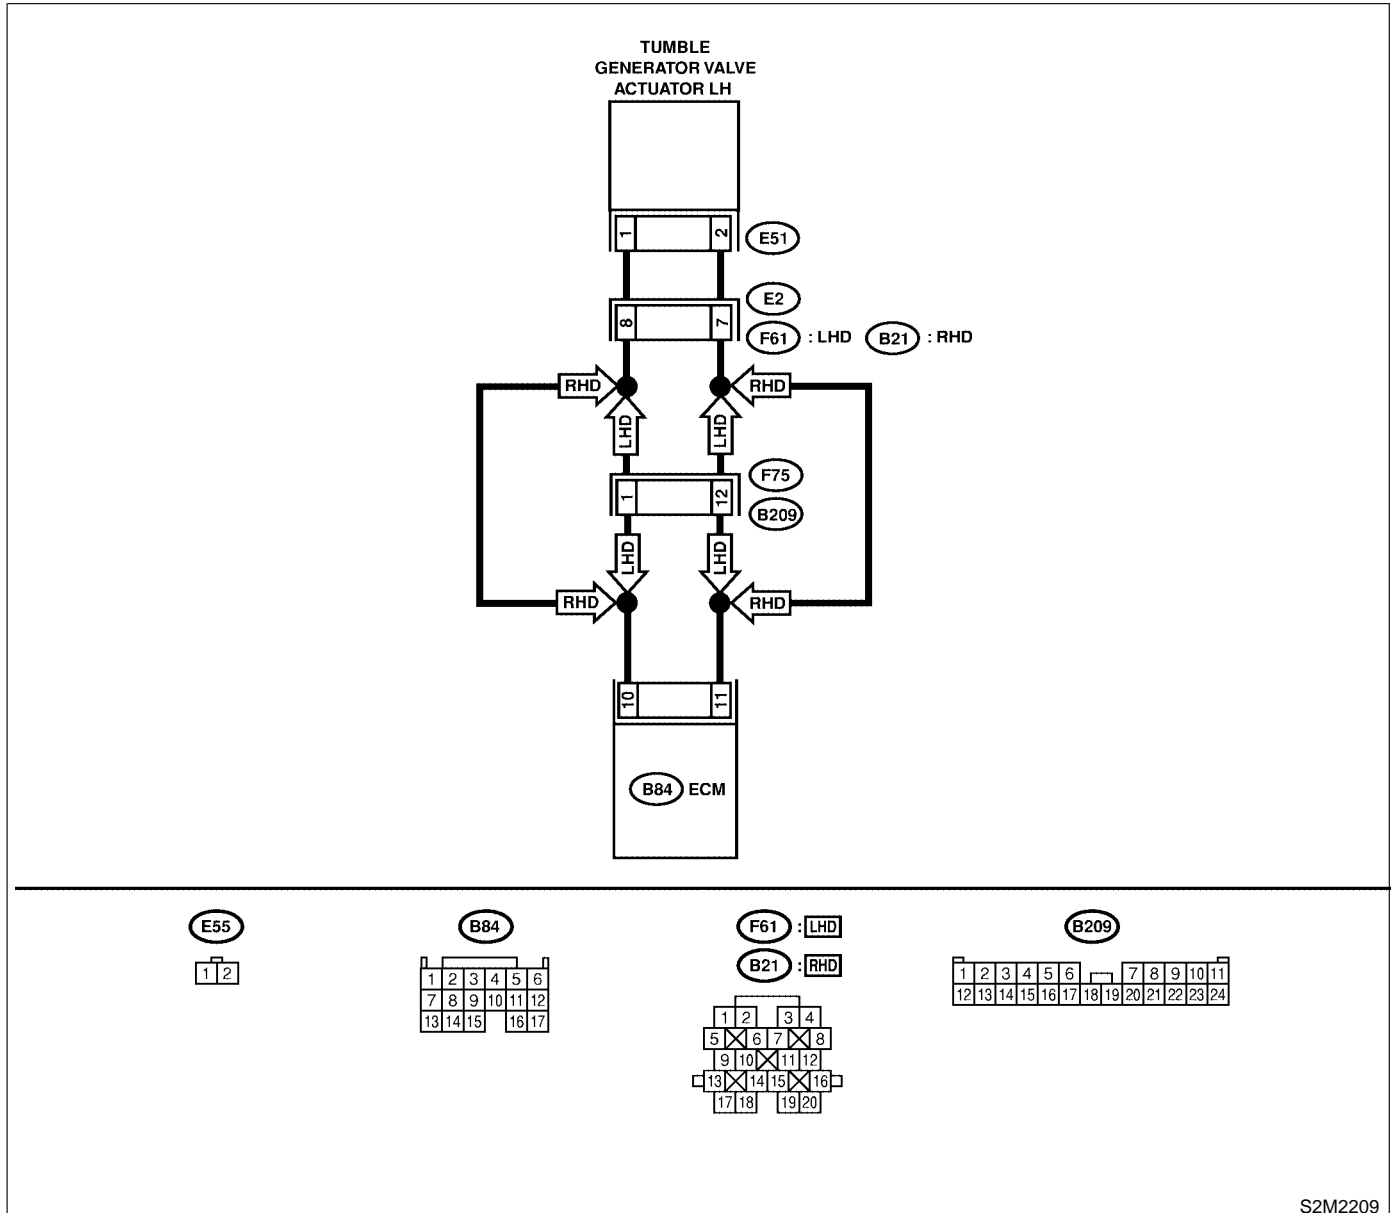 TUMBLE
GENERATOR VALVE
ACTUATOR LH
1 2 E51
E2
8 7
F61 : LHD B21 : RHD
RHD RHD
LHD LHD
F75
1 12
B209
LHD LHD
RHD RHD
10 11
B84 ECM
E55 B84 F61 : LHD B209
B21 : RHD
1 2
1 2 3 4 5 6
7 8 9 10 11 12
13 14 15 16 17
1 2 3 4
5 6 7 8
9 10 11 12
13 14 15 16
17 18 19 20
1 2 3 4 5 6 7 8 9 10 11
12 13 14 15 16 17 18 19 20 21 22 23 24
S2M2209